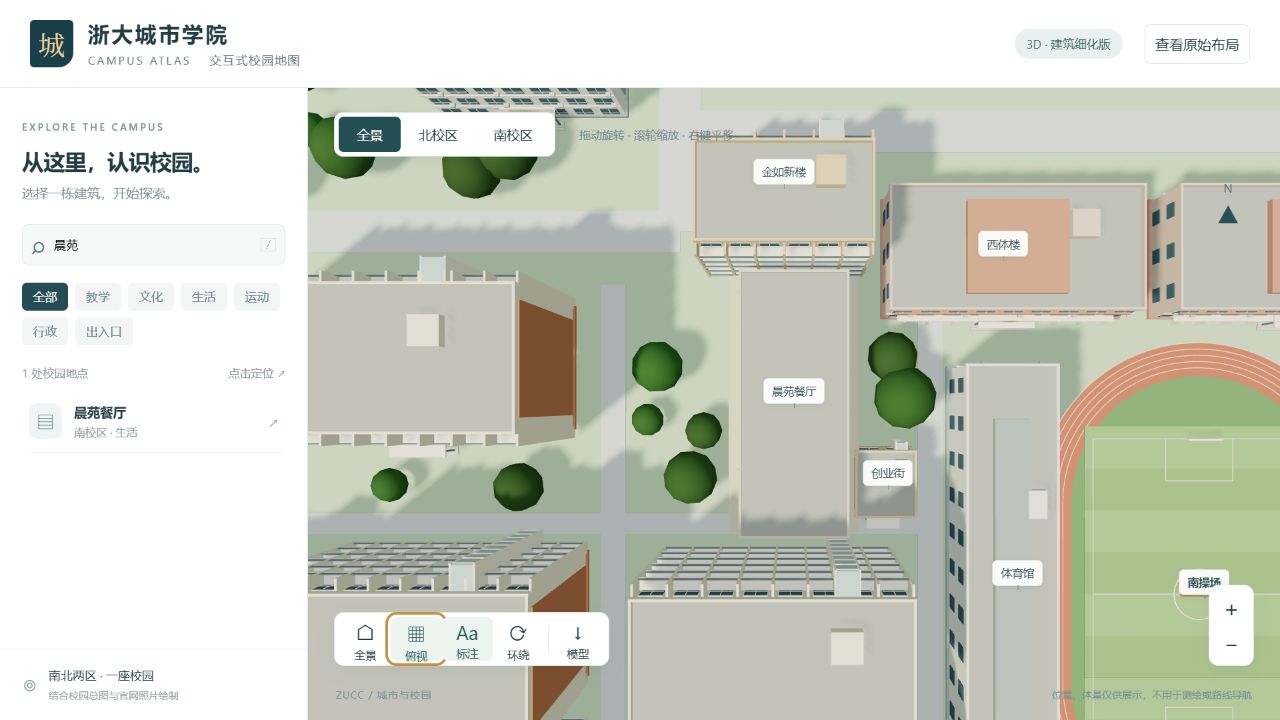 城
浙大城市学院
CAMPUS ATLAS 交互式校园地图
3D · 建筑细化版
查看原始布局
EXPLORE THE CAMPUS
从这里，认识校园。
选择一栋建筑，开始探索。
晨苑 /
全部 教学 文化 生活 运动
行政 出入口
1 处校园地点 点击定位 ↗
晨苑餐厅
南校区 · 生活 ↗
南北两区 · 一座校园
结合校园总图与官网照片绘制
全景 北校区 南校区
拖动旋转 · 滚轮缩放 · 右键平移
金如新楼
N
西体楼
晨苑餐厅
创业街
体育馆
南操场
+
−
Aa
全景 俯视 标注 环绕 模型
ZUCC / 城市与校园
位置、体量仅供展示，不用于测绘或路线导航